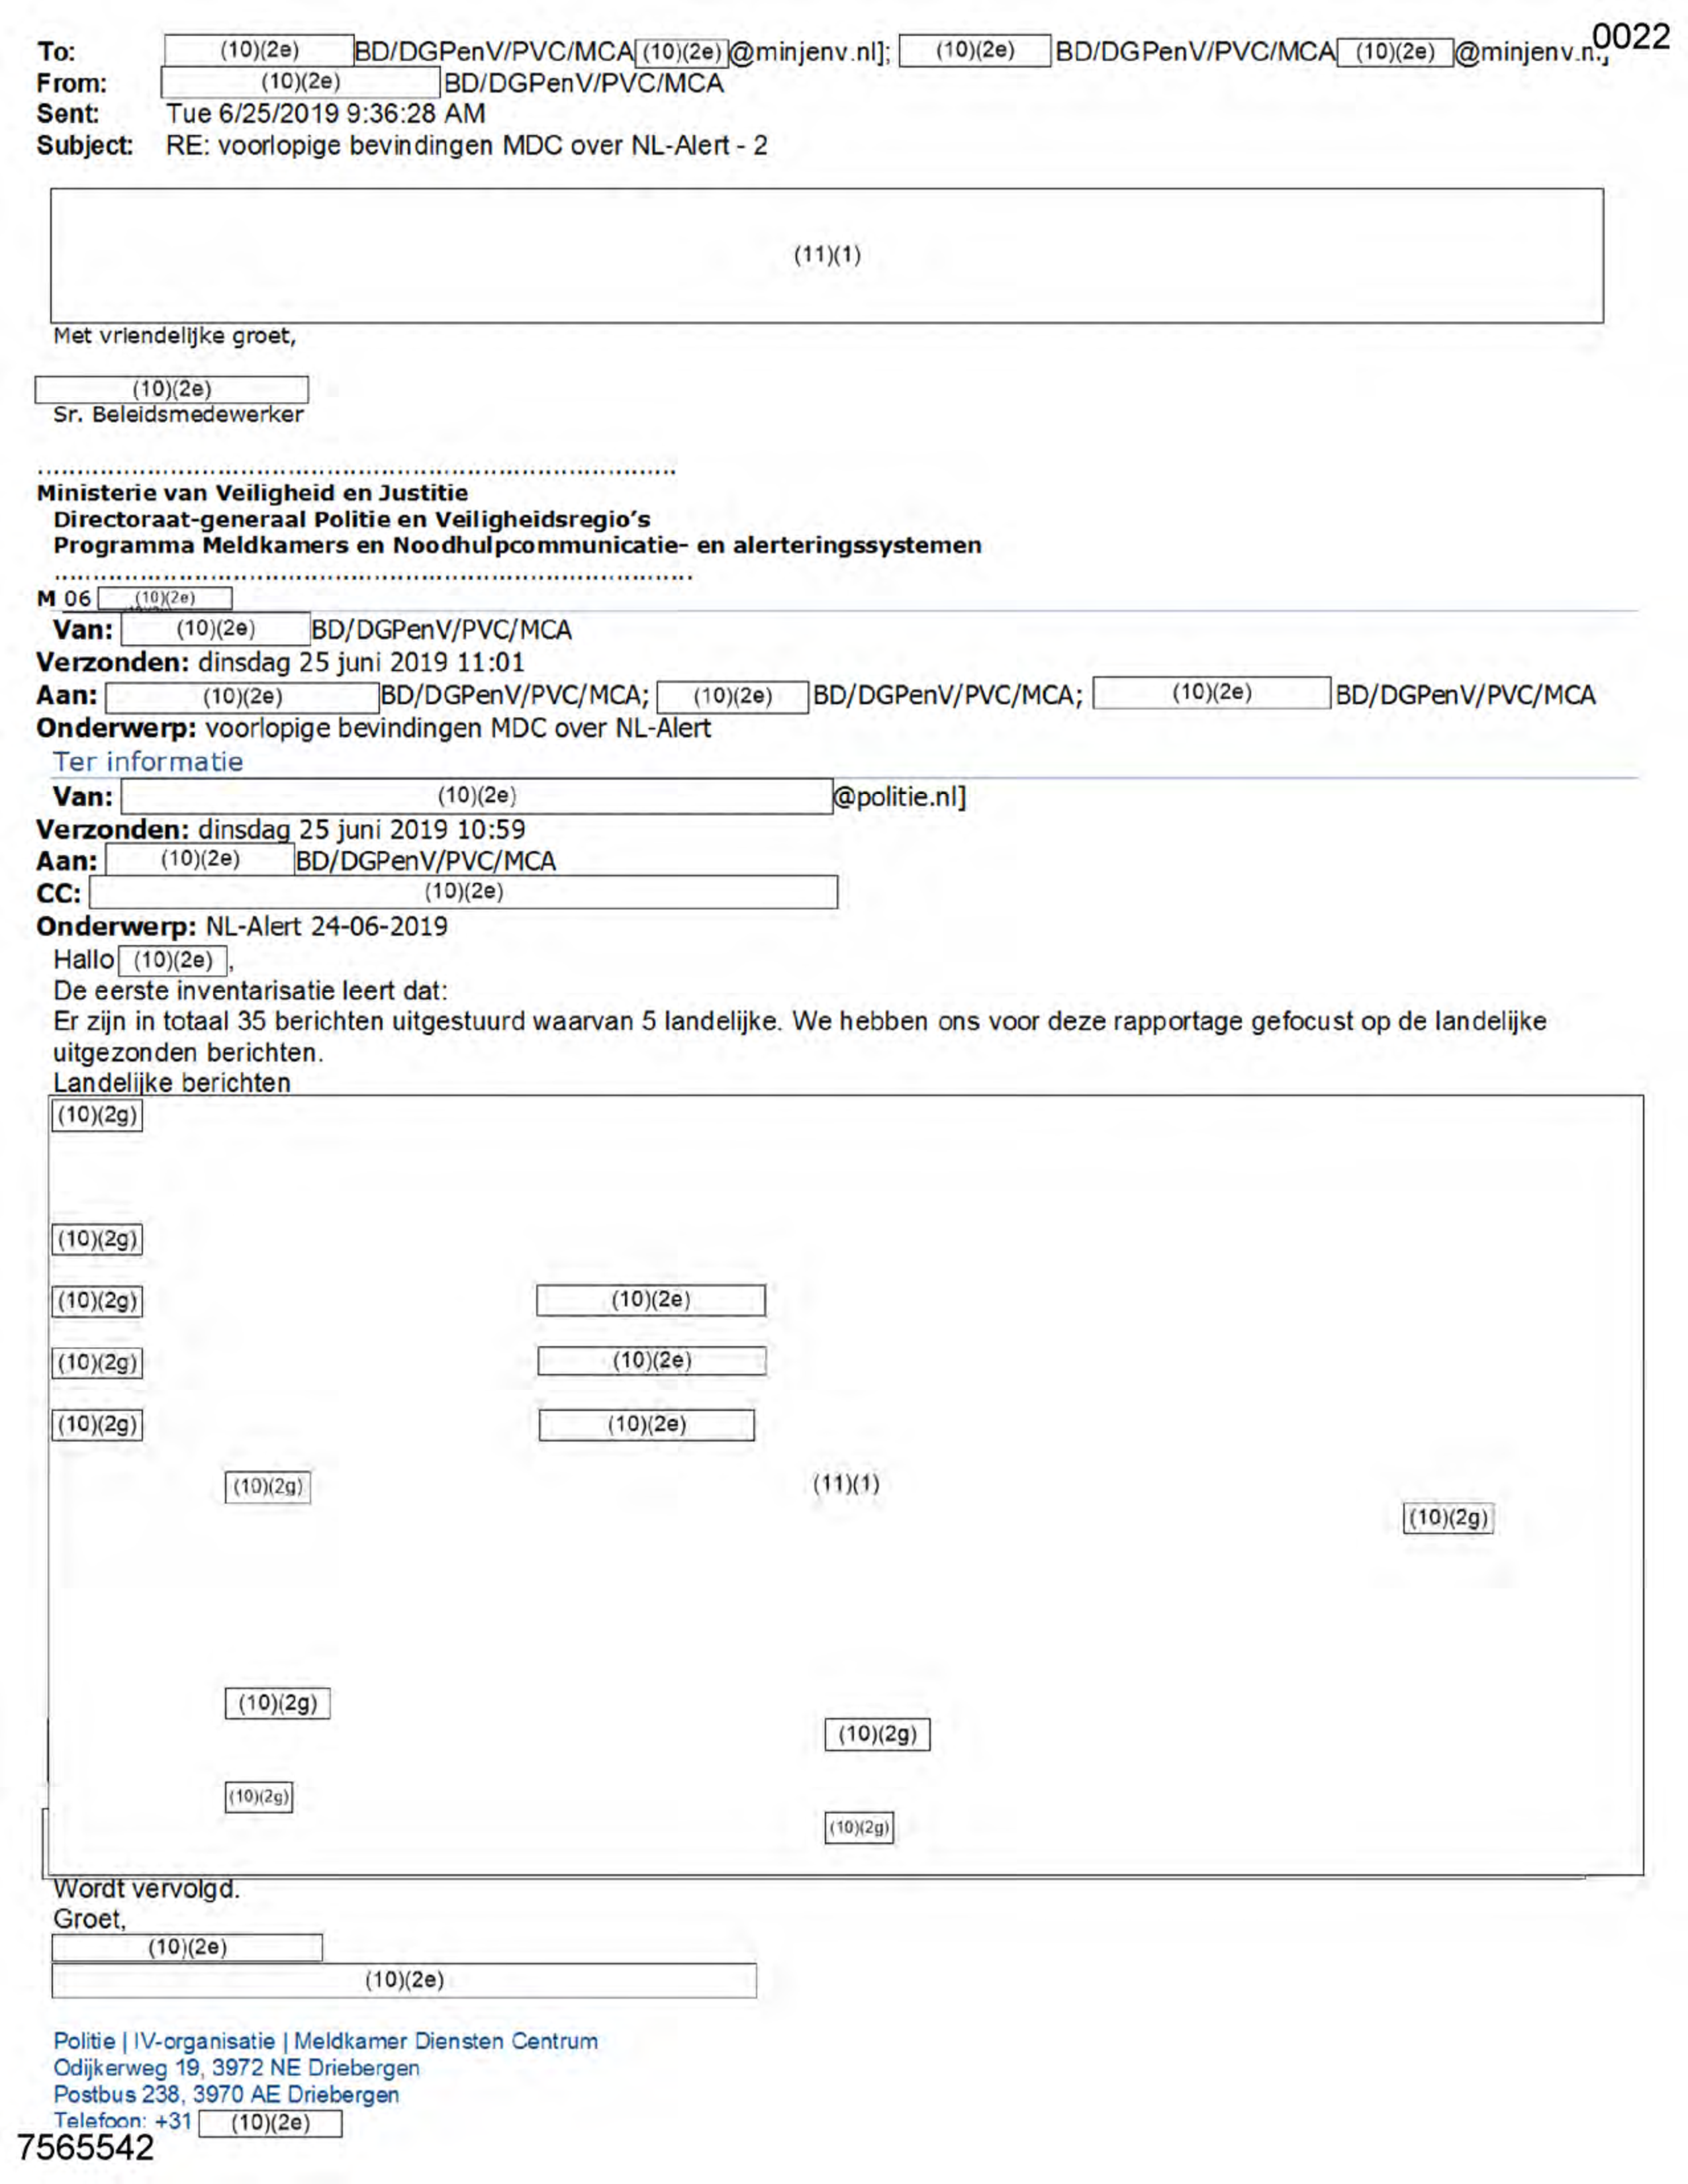 0022
To: (10)(2e) BD/DGPenV/PVC/MCA (10)(2e) @minjenv.nl]; (10)(2e) BD/DGPenV/PVC/MCA (10)(2e) @minjenv.n
From: (10)(2e) BD/DGPenV/PVC/MCA
Sent: Tue 6/25/2019 9:36:28 AM
Subject: RE: voorlopige bevindingen MDC over NL-Alert - 2
(11)(1)
Met vriendelijke groet,
(10)(2e)
Sr. Beleidsmedewerker
Ministerie van Veiligheid en Justitie
Directoraat-generaal Politie en Veiligheidsregio's
Programma Meldkamers en Noodhulpcommunicatie- en alerteringssystemen
M 06 (10)(2e)
Van: (10)(2e) BD/DGPenV/PVC/MCA
Verzonden: dinsdag 25 juni 2019 11:01
Aan: (10)(2e) BD/DGPenV/PVC/MCA; (10)(2e) BD/DGPenV/PVC/MCA; (10)(2e) BD/DGPenV/PVC/MCA
Onderwerp: voorlopige bevindingen MDC over NL-Alert
Ter informatie
Van: (10)(2e) @politie.nl]
Verzonden: dinsdag 25 juni 2019 10:59
Aan: (10)(2e) BD/DGPenV/PVC/MCA
CC: (10)(2e)
Onderwerp: NL-Alert 24-06-2019
Hallo (10)(2e) ,
De eerste inventarisatie leert dat:
Er zijn in totaal 35 berichten uitgestuurd waarvan 5 landelijke. We hebben ons voor deze rapportage gefocust op de landelijke
uitgezonden berichten.
Landelijke berichten
(10)(2g)
(10)(2g)
(10)(2g) (10)(2e)
(10)(2g) (10)(2e)
(10)(2g) (10)(2e)
(10)(2g) (11)(1)
(10)(2g)
(10)(2g)
(10)(2g)
(10)(2g)
(10)(2g)
Wordt vervolgd.
Groet,
(10)(2e)
(10)(2e)
Politie | IV-organisatie | Meldkamer Diensten Centrum
Odijkerweg 19, 3972 NE Driebergen
Postbus 238, 3970 AE Driebergen
Telefoon: +31 (10)(2e)
7565542